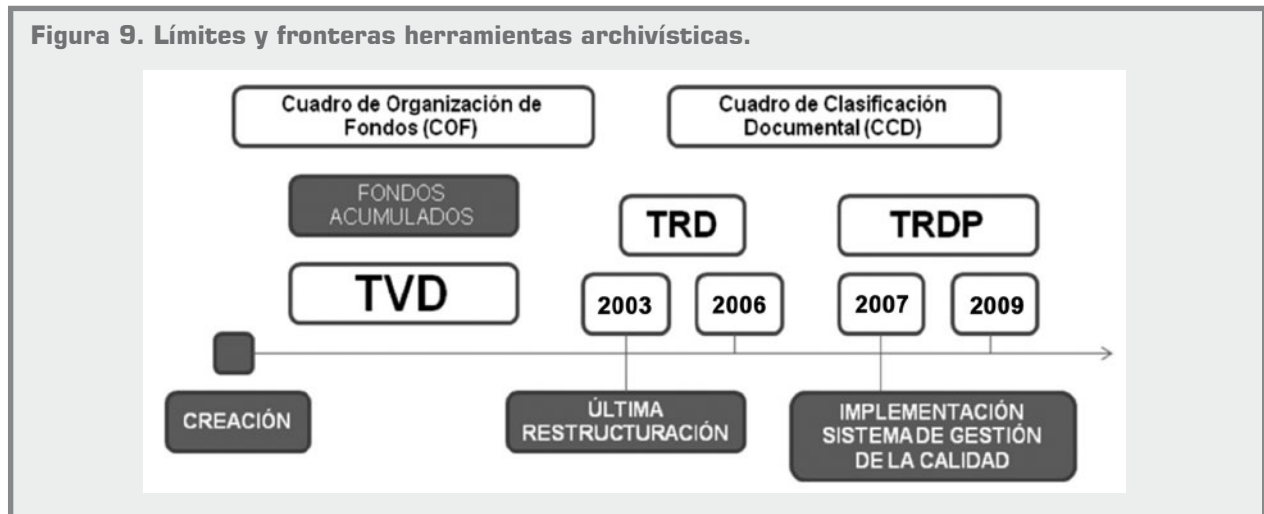 Figura 9. Límites y fronteras herramientas archivísticas.
Cuadro de Organización de
Fondos (COF)
Cuadro de Clasificación
Documental (CCD)
FONDOS
ACUMULADOS
TRD
TRDP
TVD
2003
2006
2007
2009
CREACIÓN
ÚLTIMA
RESTRUCTURACIÓN
IMPLEMENTACIÓN
SISTEMA DE GESTIÓN
DE LA CALIDAD